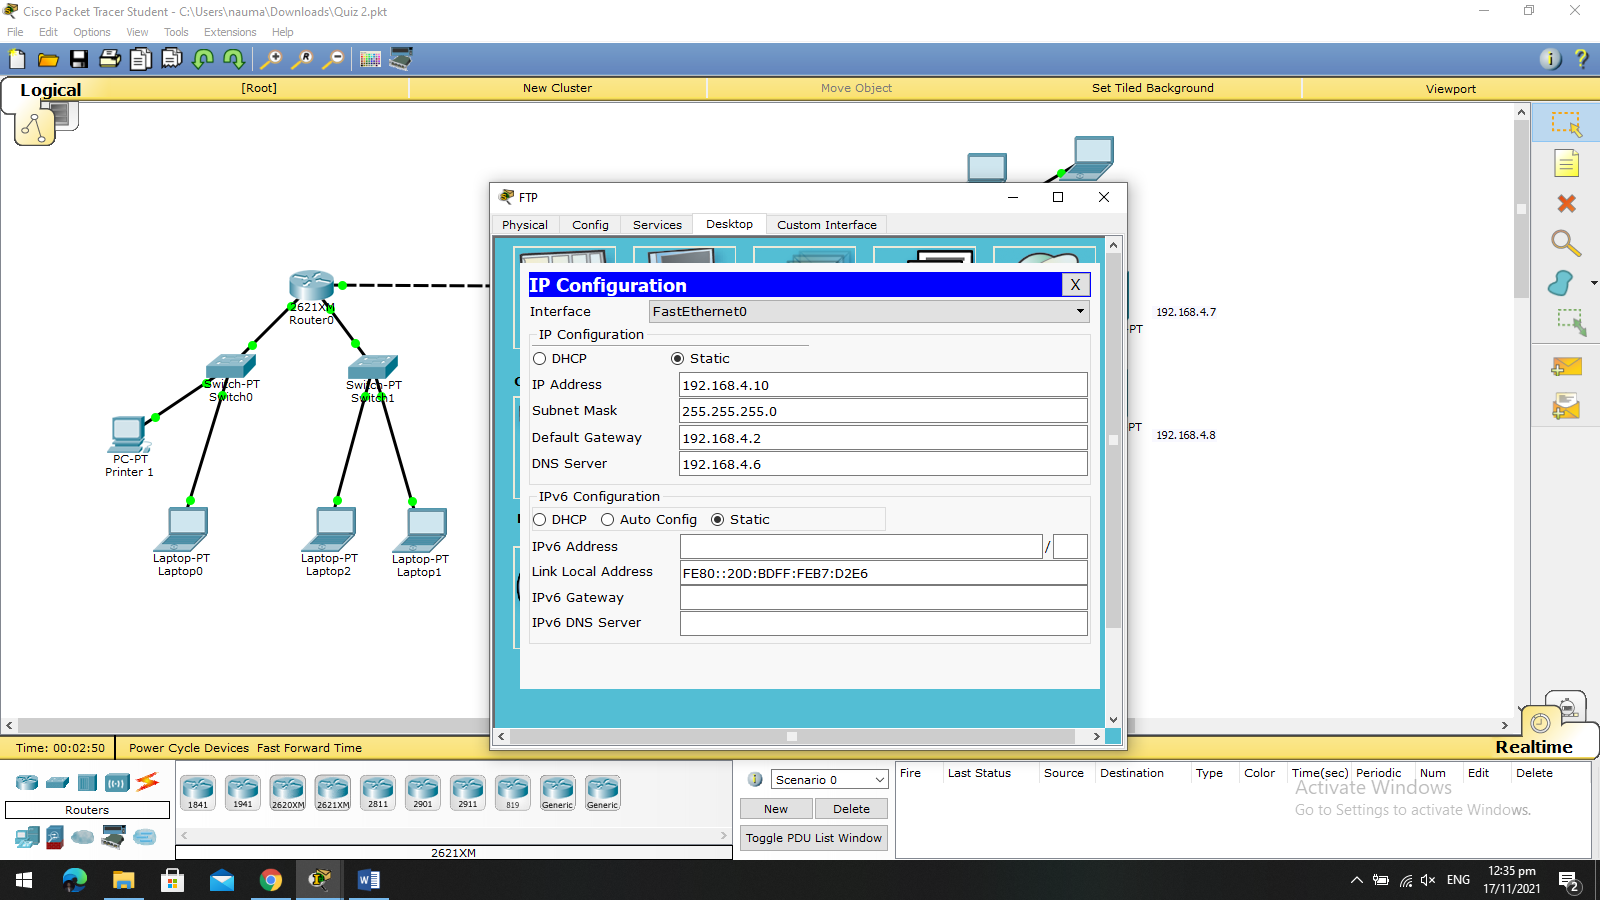 Cisco Packet Tracer Student - C:\Users\nauma\Downloads\Quiz 2.pkt
File Edit Options View Tools Extensions Help
Logical [Root] New Cluster Move Object Set Tiled Background Viewport
2621XM
Router0
Switch-PT
Switch0
Switch-PT
Switch1
PC-PT
Printer 1
Laptop-PT
Laptop0
Laptop-PT
Laptop2
Laptop-PT
Laptop1
FTP
Physical Config Services Desktop Custom Interface
IP Configuration X
Interface FastEthernet0
IP Configuration
DHCP Static
IP Address 192.168.4.10
Subnet Mask 255.255.255.0
Default Gateway 192.168.4.2
DNS Server 192.168.4.6
IPv6 Configuration
DHCP Auto Config Static
IPv6 Address /
Link Local Address FE80::20D:BDFF:FEB7:D2E6
IPv6 Gateway
IPv6 DNS Server
192.168.4.7
PT
PT
192.168.4.8
Time: 00:02:50 Power Cycle Devices Fast Forward Time
Realtime
Routers
1841 1941 2620XM 2621XM 2811 2901 2911 819 Generic Generic
2621XM
Scenario 0
New Delete
Toggle PDU List Window
Fire Last Status Source Destination Type Color Time(sec) Periodic Num Edit Delete
Activate Windows
Go to Settings to activate Windows.
ENG
12:35 pm
17/11/2021
2